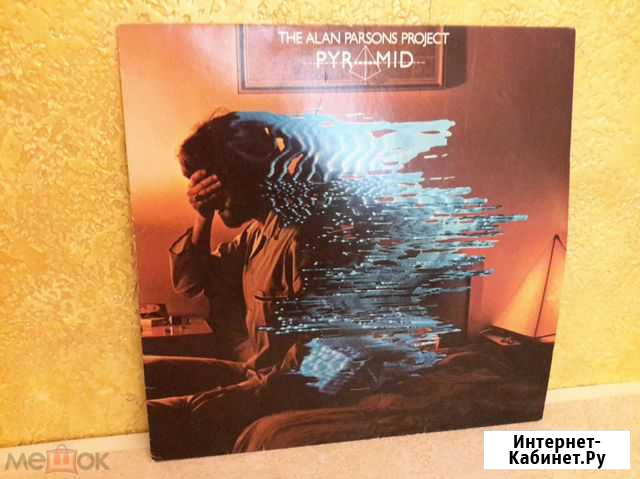 THE ALAN PARSONS PROJECT
PYRAMID
мешок
Интернет-
Кабинет.Ру